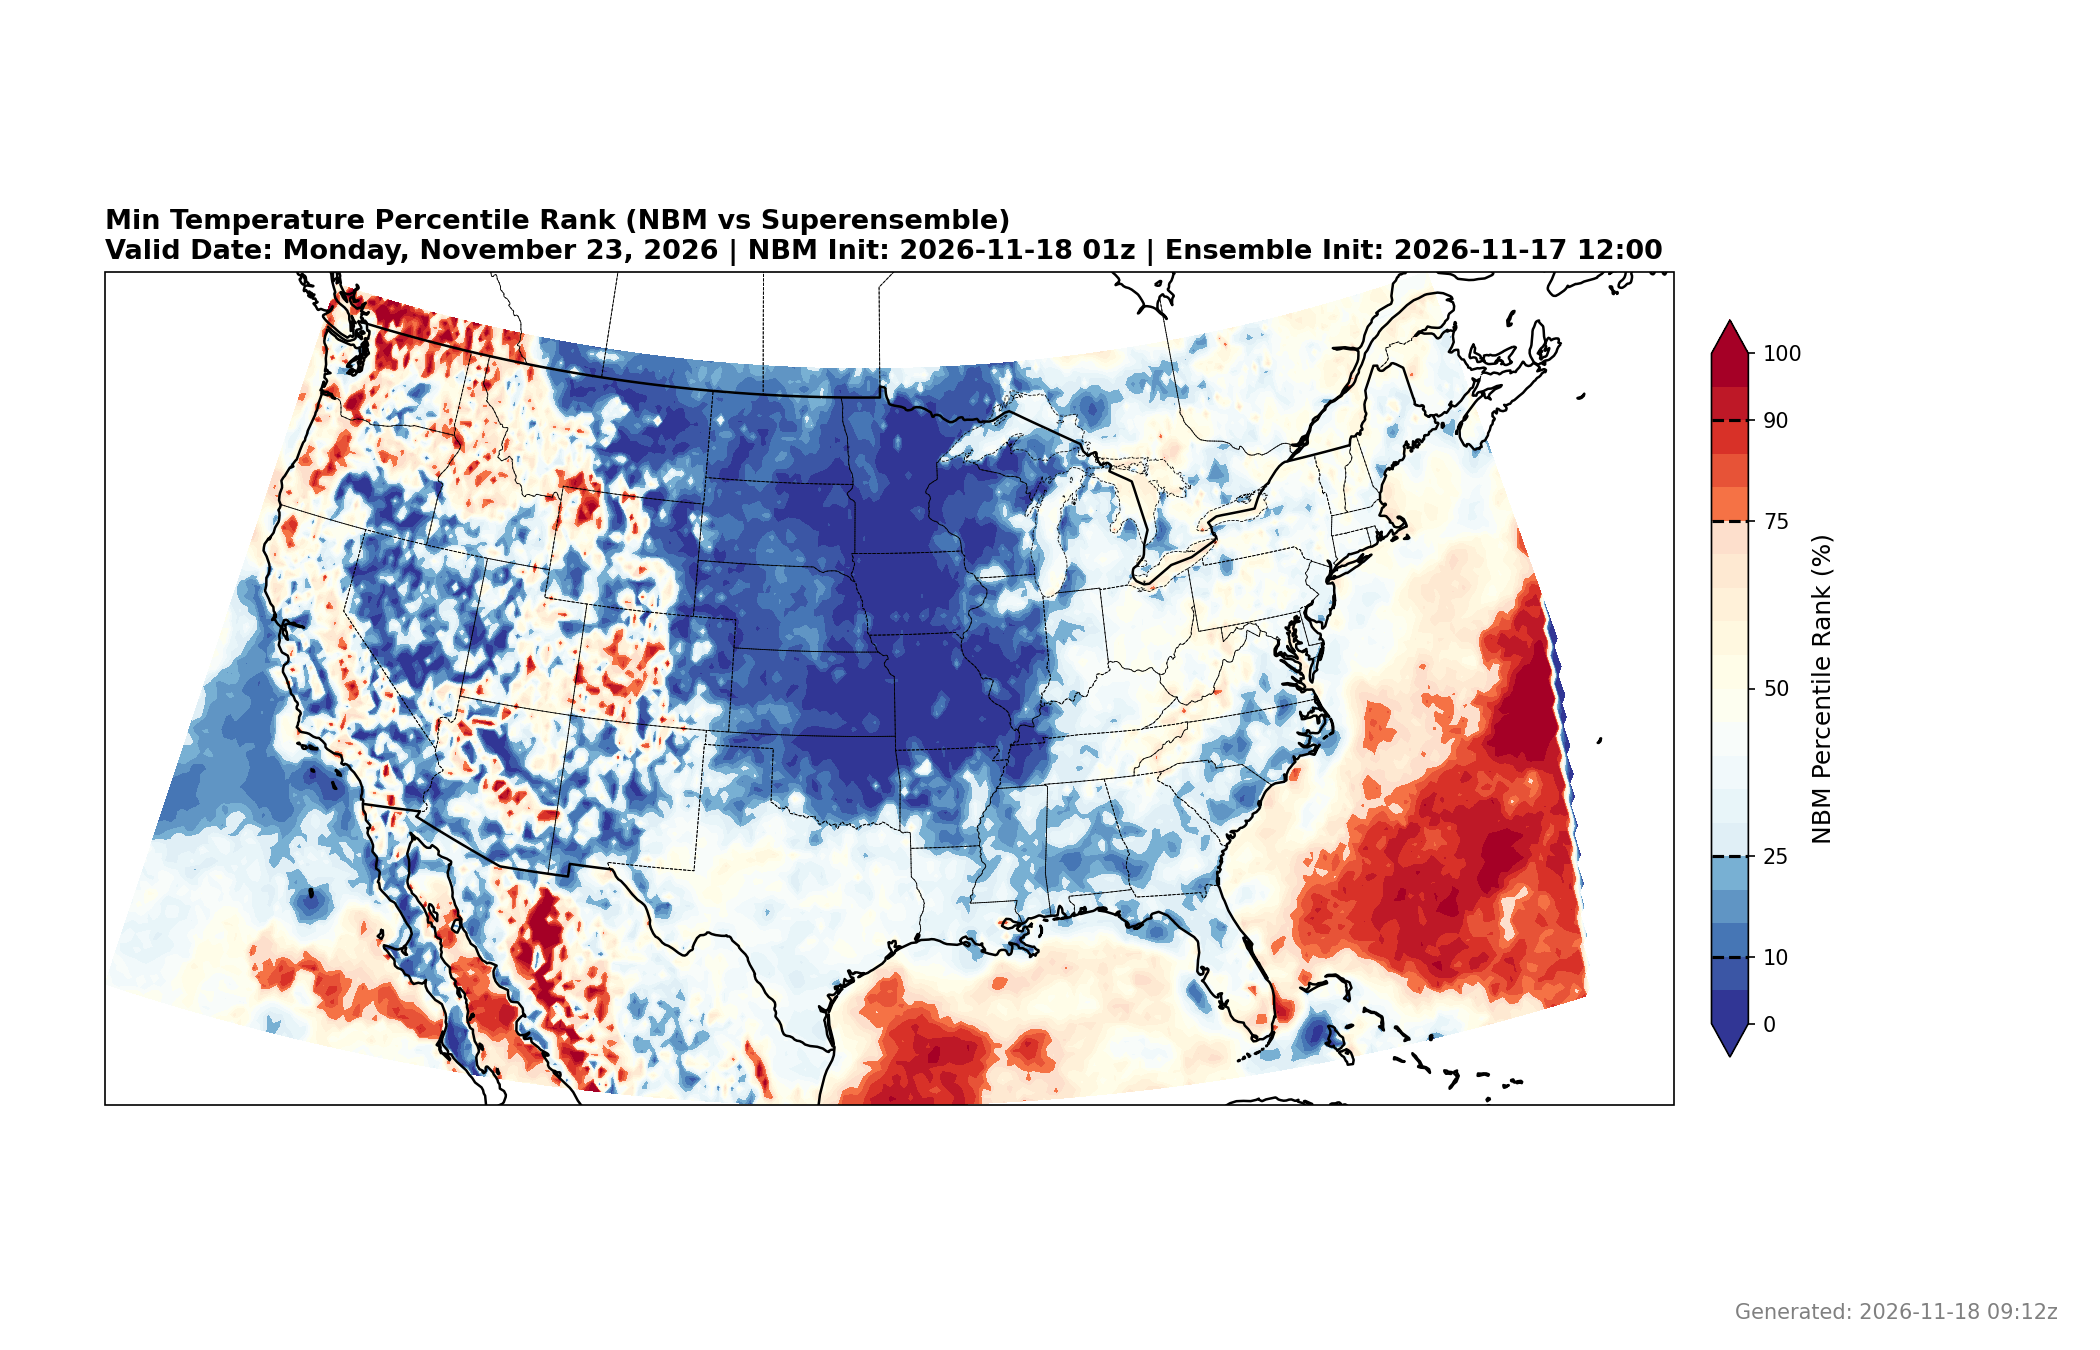 Min Temperature Percentile Rank (NBM vs Superensemble)
Valid Date: Monday, November 23, 2026 | NBM Init: 2026-11-18 01z | Ensemble Init: 2026-11-17 12:00
100
90
75
50
25
10
0
NBM Percentile Rank (%)
Generated: 2026-11-18 09:12z